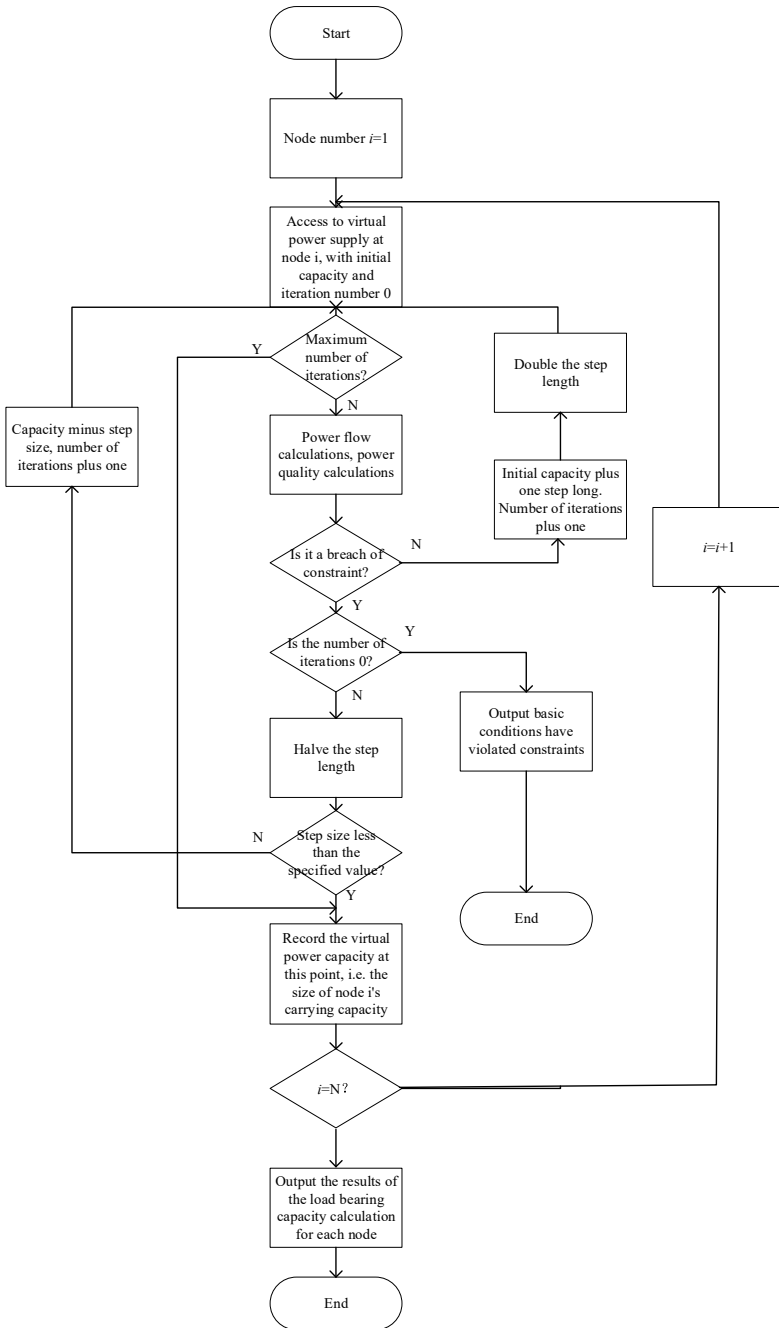 Start
Node number i=1
Access to virtual
power supply at
node i, with initial
capacity and
iteration number 0
Maximum
number of
iterations?
Y
N
Double the step
length
Capacity minus step
size, number of
iterations plus one
Power flow
calculations, power
quality calculations
Initial capacity plus
one step long.
Number of iterations
plus one
Is it a breach of
constraint?
N
Y
i=i+1
Is the number of
iterations 0?
Y
N
Output basic
conditions have
violated constraints
Halve the step
length
Step size less
than the
specified value?
N
Y
End
Record the virtual
power capacity at
this point, i.e. the
size of node i's
carrying capacity
i=N?
Output the results of
the load bearing
capacity calculation
for each node
End